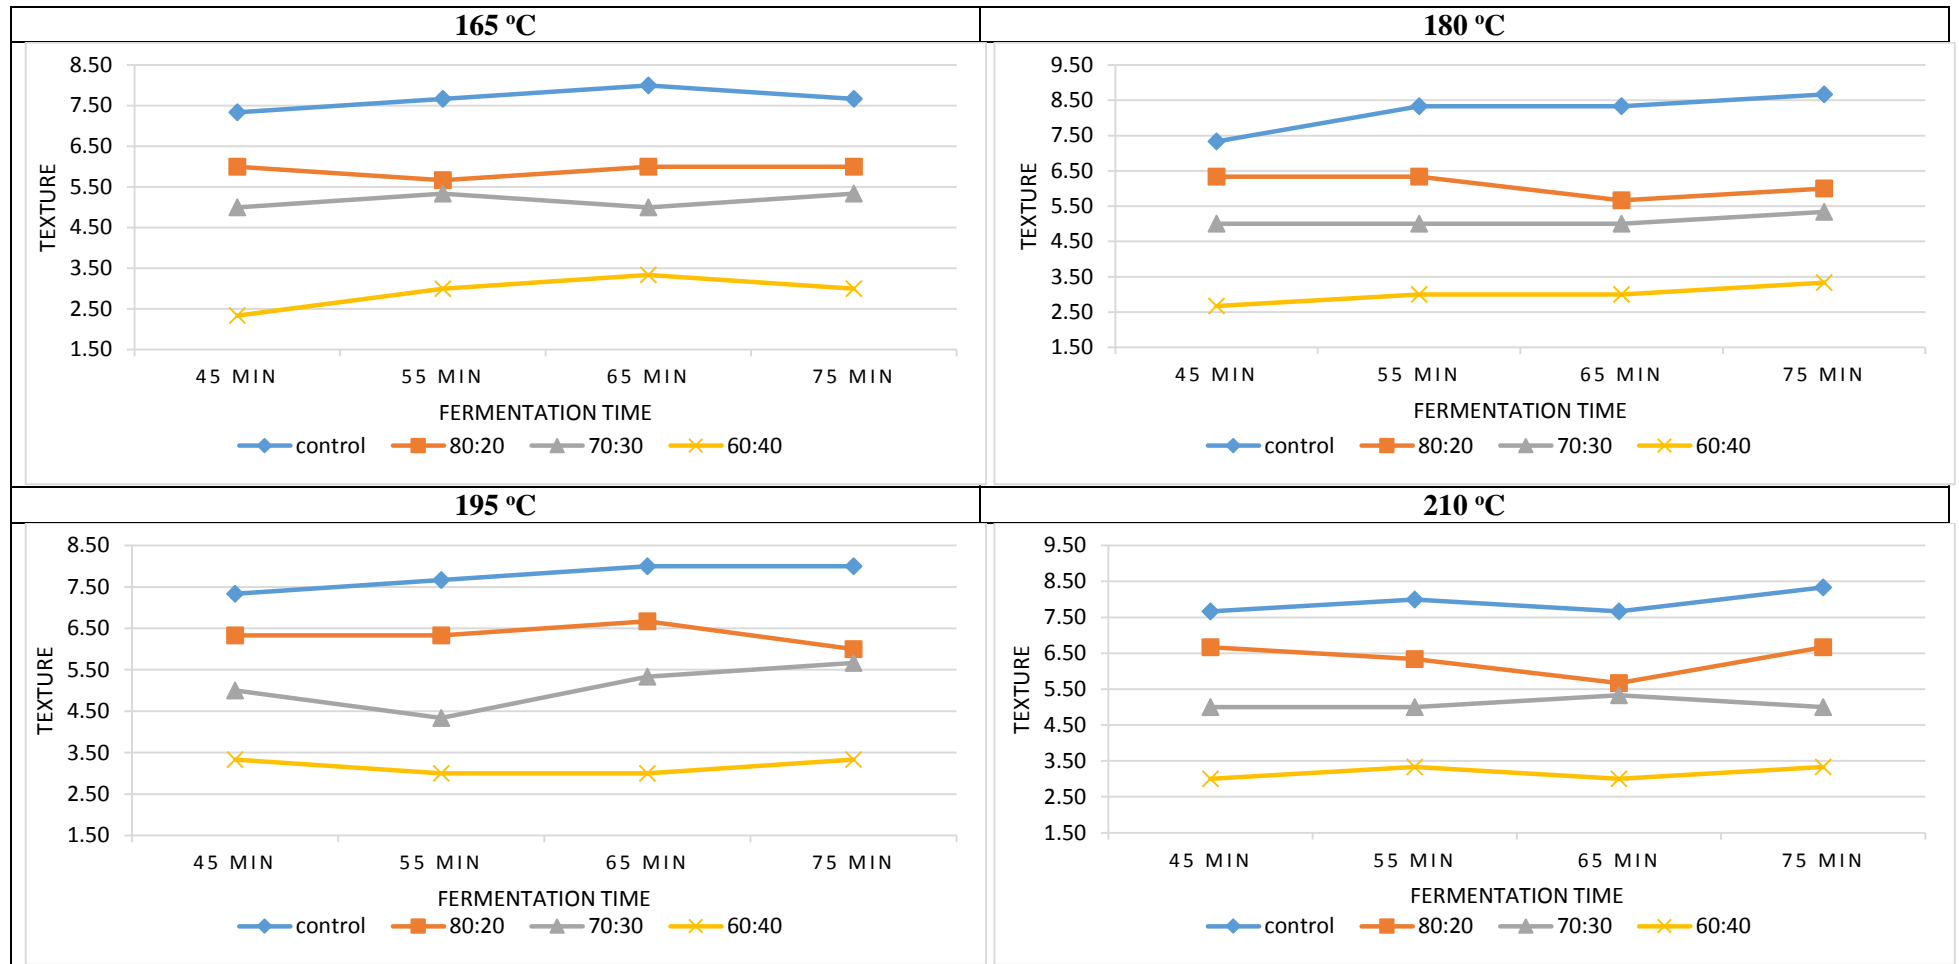 165 ºC
8.50
7.50
6.50
5.50
4.50
3.50
2.50
1.50
TEXTURE
45 MIN 55 MIN 65 MIN 75 MIN
FERMENTATION TIME
control 80:20 70:30 60:40
180 ºC
9.50
8.50
7.50
6.50
5.50
4.50
3.50
2.50
1.50
TEXTURE
45 MIN 55 MIN 65 MIN 75 MIN
FERMENTATION TIME
control 80:20 70:30 60:40
195 ºC
8.50
7.50
6.50
5.50
4.50
3.50
2.50
1.50
TEXTURE
45 MIN 55 MIN 65 MIN 75 MIN
FERMENTATION TIME
control 80:20 70:30 60:40
210 ºC
9.50
8.50
7.50
6.50
5.50
4.50
3.50
2.50
1.50
TEXTURE
45 MIN 55 MIN 65 MIN 75 MIN
FERMENTATION TIME
control 80:20 70:30 60:40